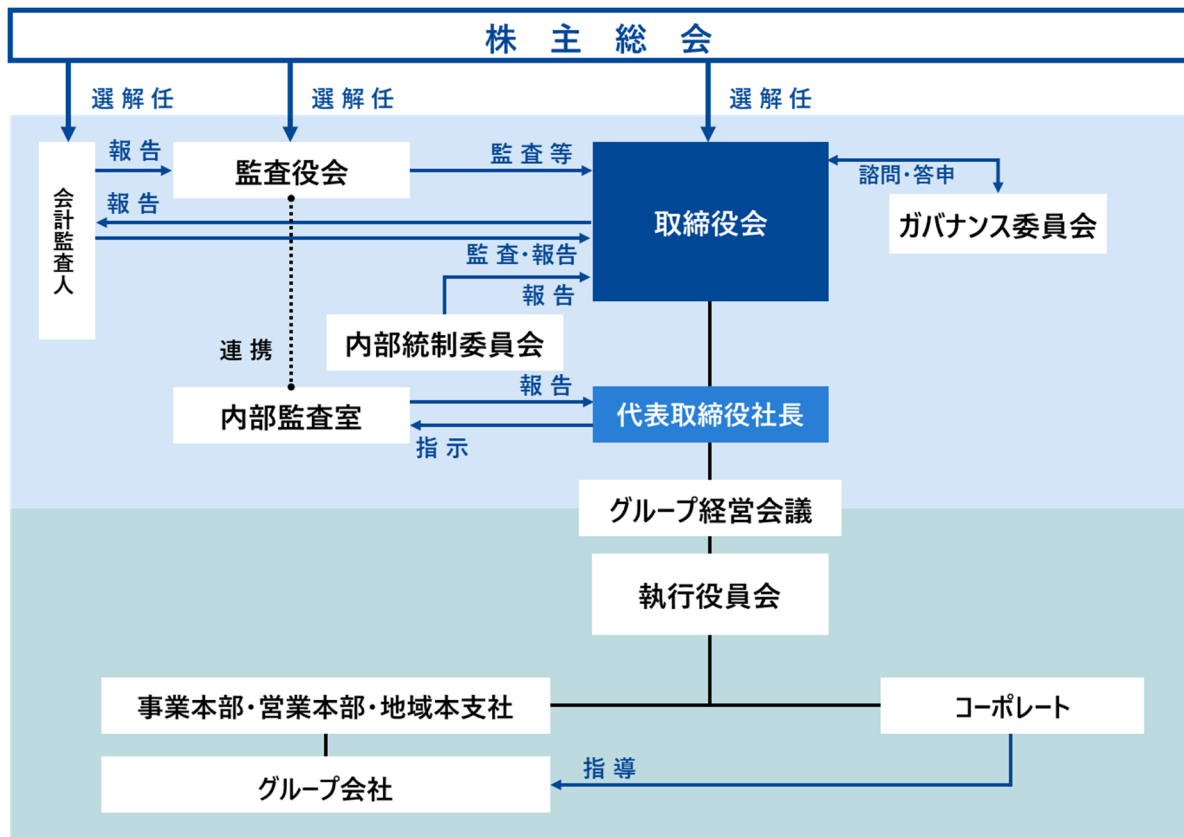 株主総会
選解任
選解任
選解任
報告
監査役会
監査等
取締役会
諮問・答申
ガバナンス委員会
会計監査人
報告
監査・報告
報告
内部統制委員会
連携
内部監査室
報告
指示
代表取締役社長
グループ経営会議
執行役員会
事業本部・営業本部・地域本支社
コーポレート
グループ会社
指導